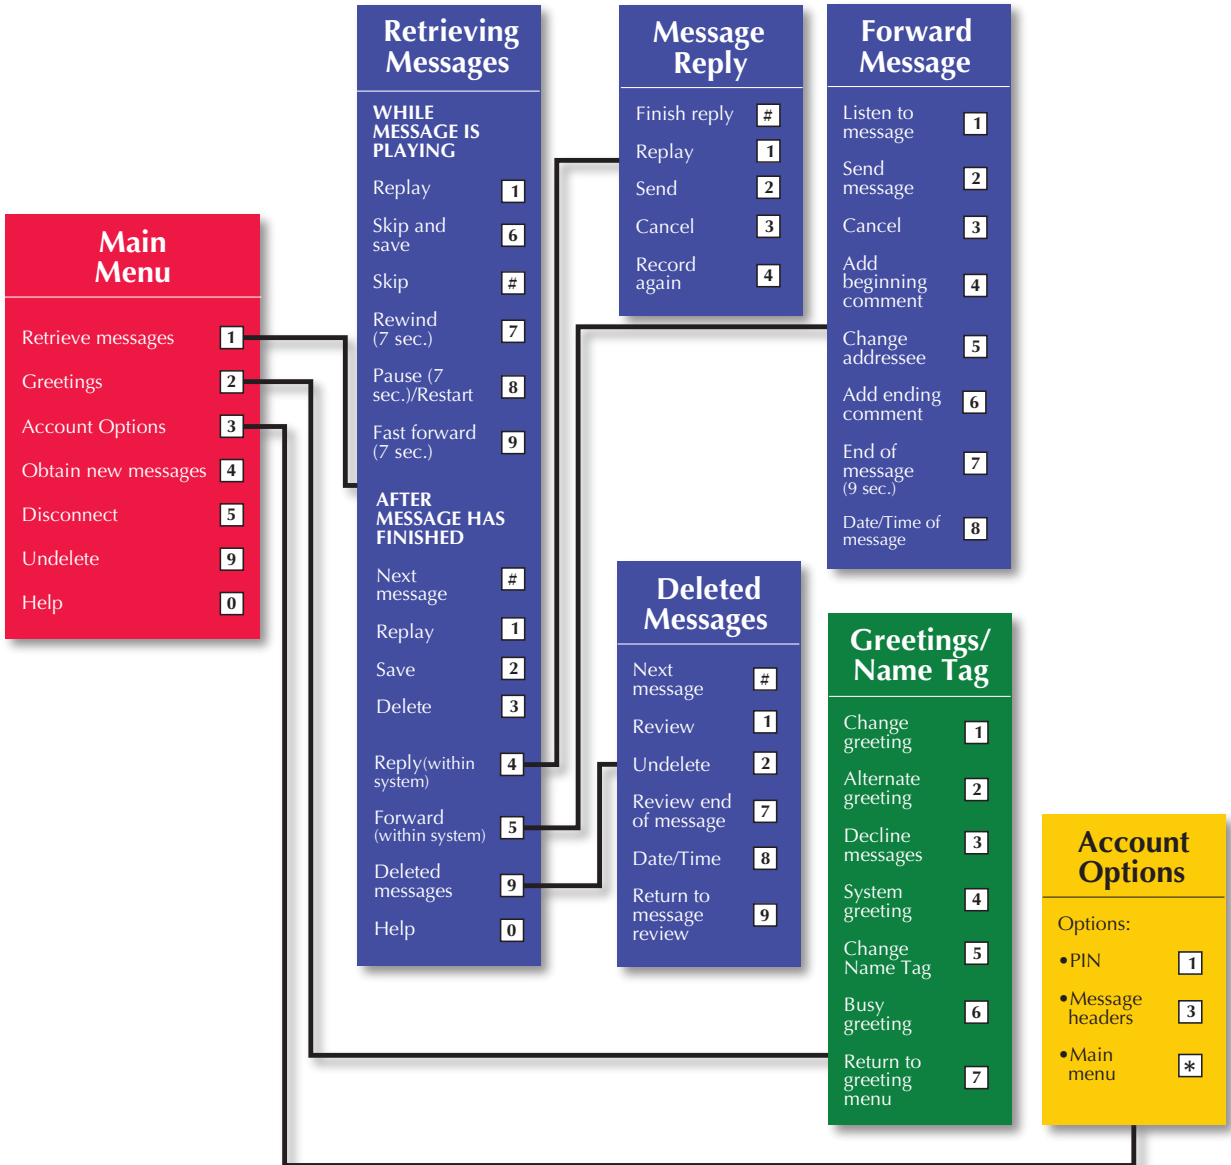 Main
Menu
Retrieve messages 1
Greetings 2
Account Options 3
Obtain new messages 4
Disconnect 5
Undelete 9
Help 0
Retrieving
Messages
WHILE
MESSAGE IS
PLAYING
Replay 1
Skip and
save 6
Skip #
Rewind
(7 sec.) 7
Pause (7
sec.)/Restart 8
Fast forward
(7 sec.) 9
AFTER
MESSAGE HAS
FINISHED
Next
message #
Replay 1
Save 2
Delete 3
Reply(within
system) 4
Forward
(within system) 5
Deleted
messages 9
Help 0
Message
Reply
Finish reply #
Replay 1
Send 2
Cancel 3
Record
again 4
Forward
Message
Listen to
message 1
Send
message 2
Cancel 3
Add
beginning
comment 4
Change
addressee 5
Add ending
comment 6
End of
message
(9 sec.) 7
Date/Time of
message 8
Deleted
Messages
Next
message #
Review 1
Undelete 2
Review end
of message 7
Date/Time 8
Return to
message
review 9
Greetings/
Name Tag
Change
greeting 1
Alternate
greeting 2
Decline
messages 3
System
greeting 4
Change
Name Tag 5
Busy
greeting 6
Return to
greeting
menu 7
Account
Options
Options:
•PIN 1
•Message
headers 3
•Main
menu *